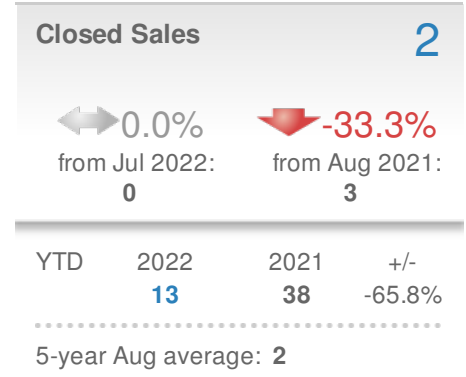 Closed Sales 2
0.0% -33.3%
from Jul 2022: from Aug 2021:
0 3
YTD 2022 2021 +/-
13 38 -65.8%
5-year Aug average: 2